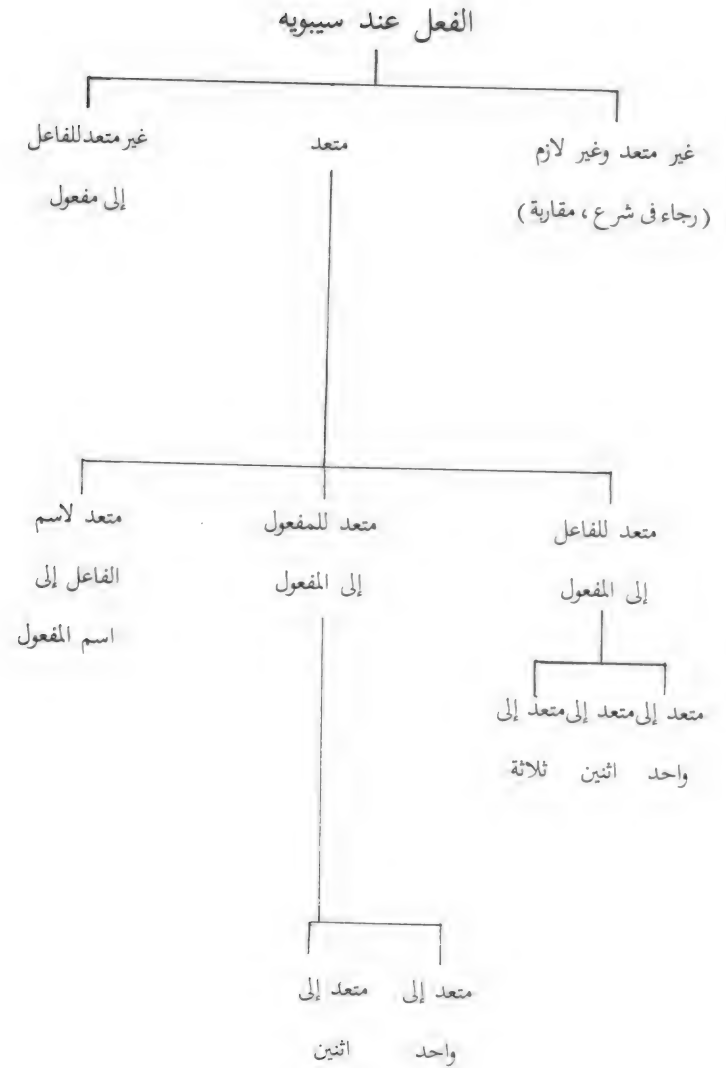 الفعل عند سيبويه
غير متعد وغير لازم
(رجاء فى شرع ، مقاربة)
متعد
غير متعد للفاعل
إلى مفعول
متعد للفاعل
إلى المفعول
متعد للمفعول
إلى المفعول
متعد لاسم
الفاعل إلى
اسم المفعول
متعد إلى متعد إلى متعد إلى
واحد اثنين ثلاثة
متعد إلى متعد إلى
واحد اثنين